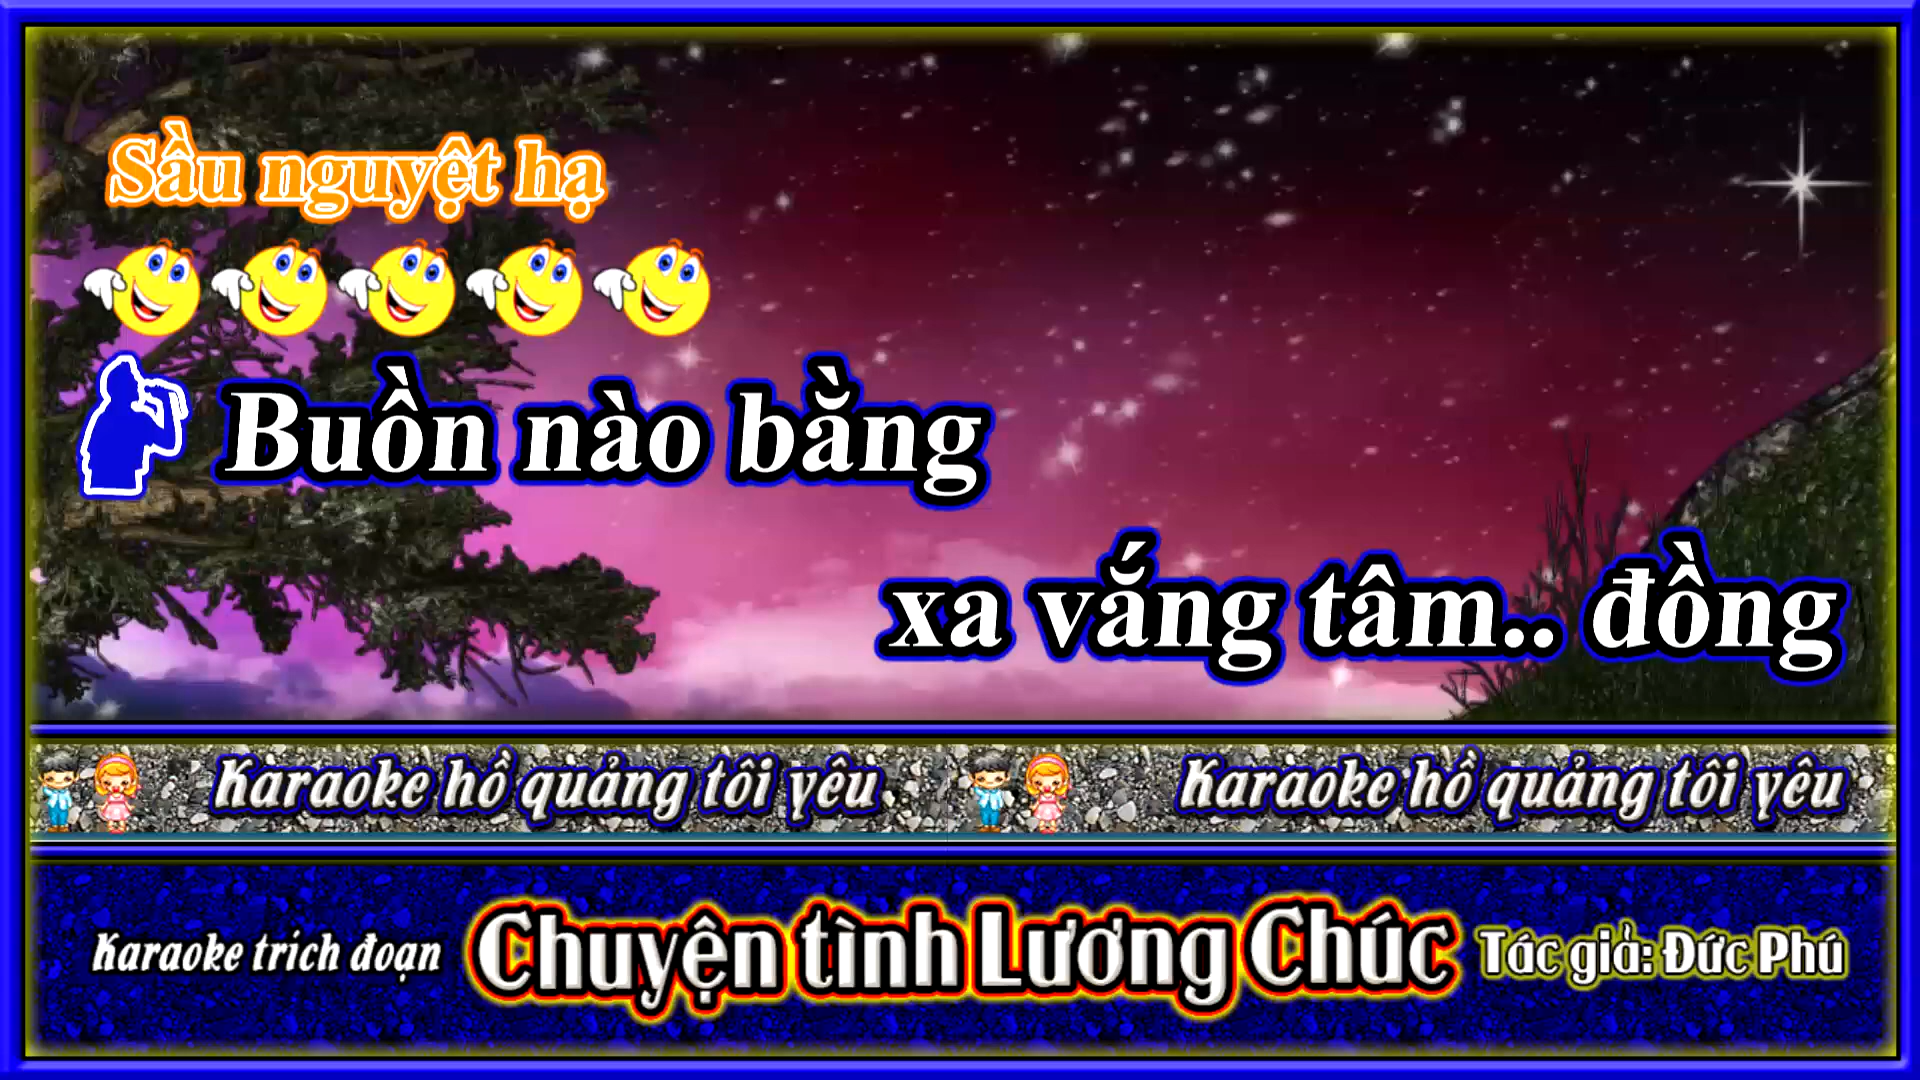 Sầu nguyệt hạ
Buồn nào bằng
xa vắng tâm.. đồng
Karaoke hồ quảng tôi yêu
Karaoke hồ quảng tôi yêu
Karaoke trích đoạn Chuyện tình Lương Chúc Tác giả: Đức Phú